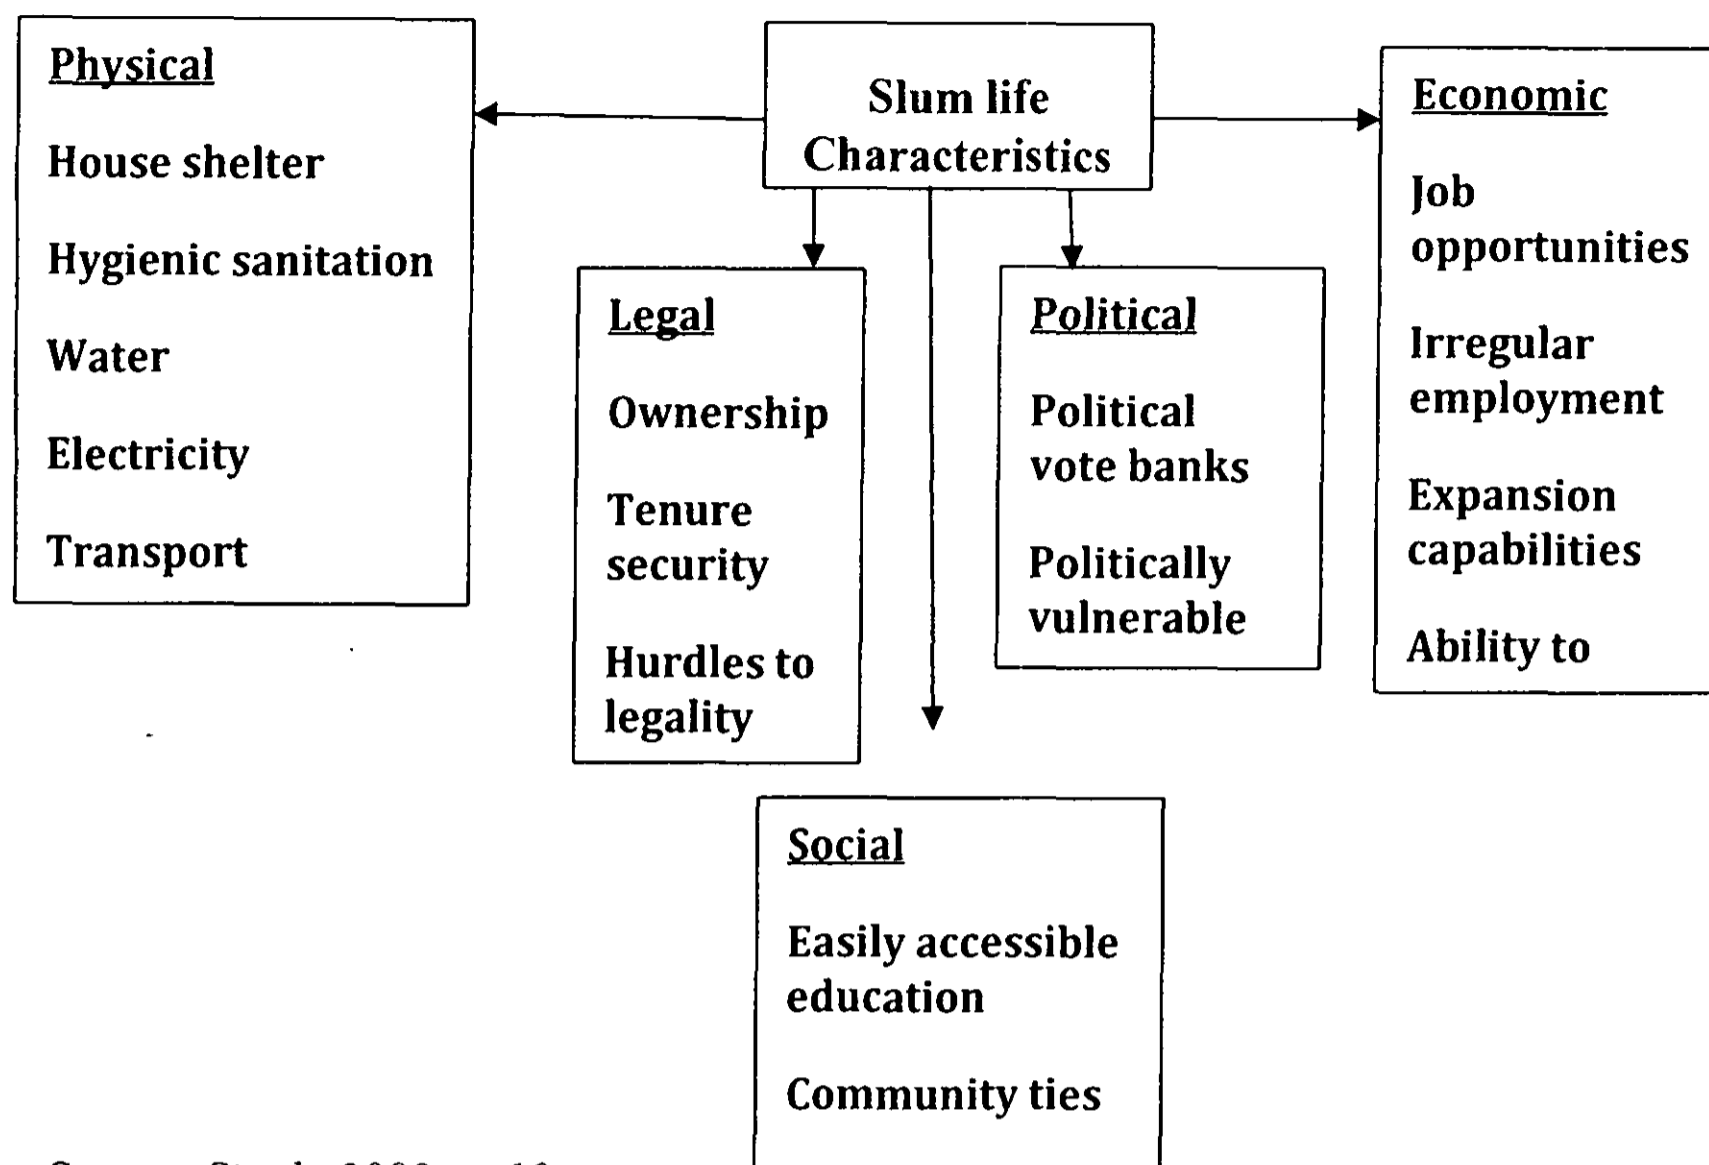 Slum life
Characteristics
Physical
House shelter
Hygienic sanitation
Water
Electricity
Transport
Legal
Ownership
Tenure
security
Hurdles to
legality
Political
Political
vote banks
Politically
vulnerable
Economic
Job
opportunities
Irregular
employment
Expansion
capabilities
Ability to
Social
Easily accessible
education
Community ties